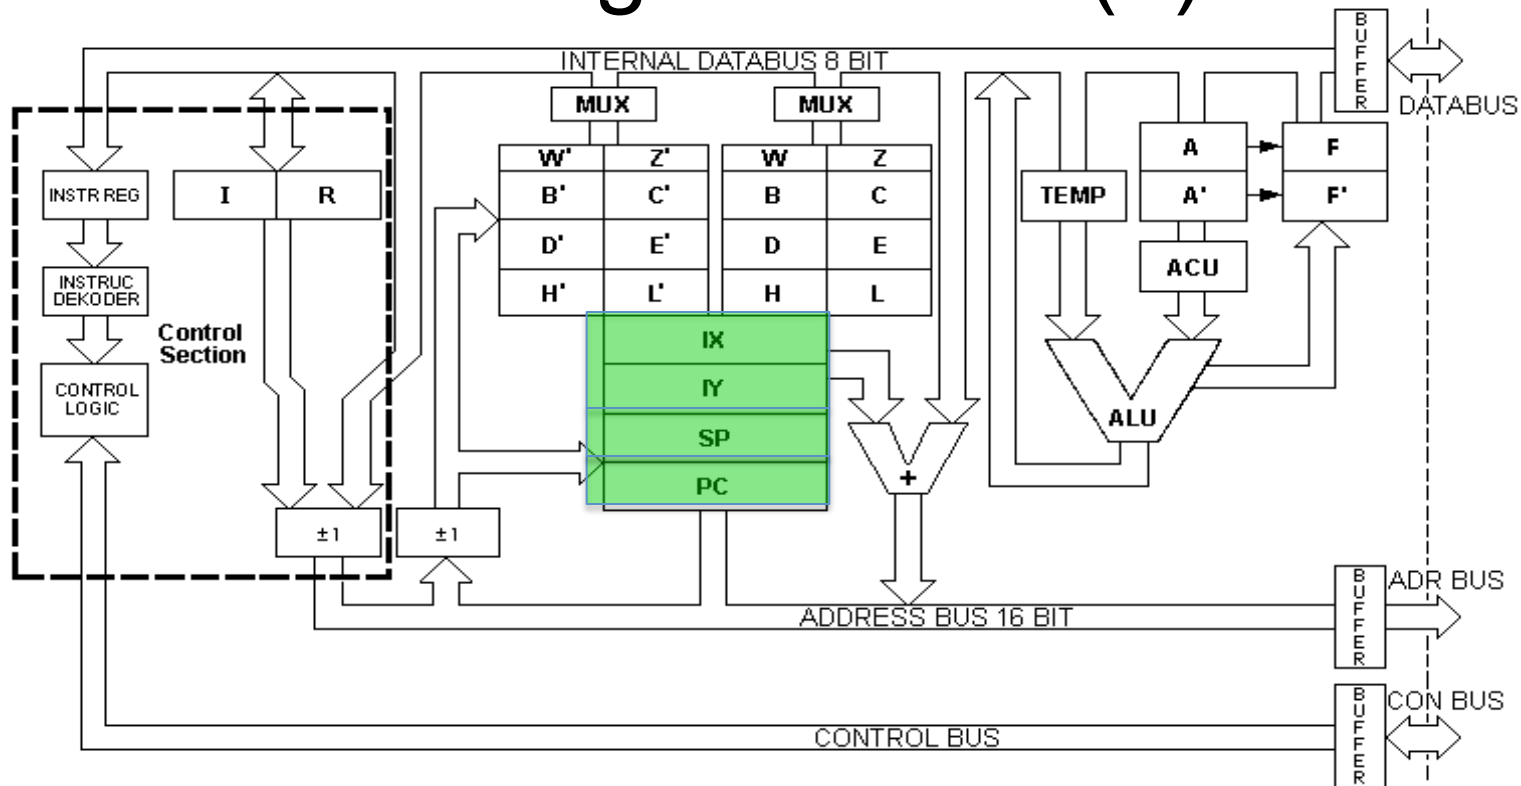 INTERNAL DATABUS 8 BIT
BUFFER
DATABUS
MUX
MUX
W' Z' W Z
B' C' B C
D' E' D E
H' L' H L
IX
IY
SP
PC
INSTR REG
I R
INSTRUC
DEKODER
Control
Section
CONTROL
LOGIC
±1
±1
TEMP
A F
A' F'
ACU
ALU
+
ADDRESS BUS 16 BIT
BUFFER
ADR BUS
CONTROL BUS
BUFFER
CON BUS